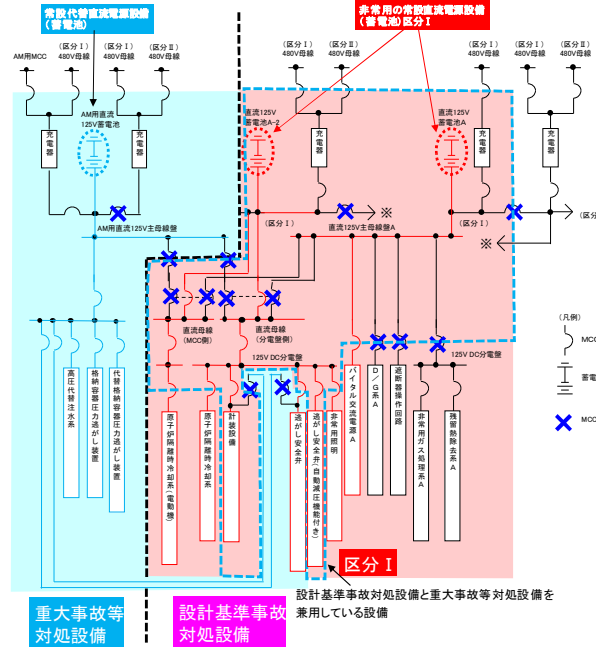 常設代替直流電源設備
(蓄電池)
非常用の常設直流電源設備
(蓄電池)区分Ⅰ
(区分Ⅰ)
(区分Ⅰ)
(区分Ⅱ)
AM用MCC
480V母線
480V母線
480V母線
(区分Ⅰ)
(区分Ⅱ)
480V母線
480V母線
(区分Ⅰ)
(区分Ⅰ)
(区分Ⅱ)
480V母線
480V母線
480V母線
AM用直流
125V蓄電池
直流125V
蓄電池A-2
直流125V
蓄電池A
充電器
充電器
充電器
充電器
充電器
※
(区分Ⅰ)
(区分Ⅰ)
(区分
AM用直流125V主母線盤
直流125V主母線盤A
※
直流母線
(MCC側)
直流母線
(分電盤側)
125V DC分電盤
125V DC分電盤
(凡例)
MCC
蓄電
MCC
高圧代替注水系
格納容器圧力逃がし装置
代替格納容器圧力逃がし装置
原子炉隔離時冷却系(電動機)
原子炉隔離時冷却系
計装設備
逃がし安全弁
逃がし安全弁(自動減圧機能付き)
非常用照明
バイタル交流電源A
D/G系A
遮断器操作回路
非常用ガス処理系A
残留熱除去系A
区分Ⅰ
重大事故等
対処設備
設計基準事故
対処設備
設計基準事故対処設備と重大事故等対処設備を
兼用している設備